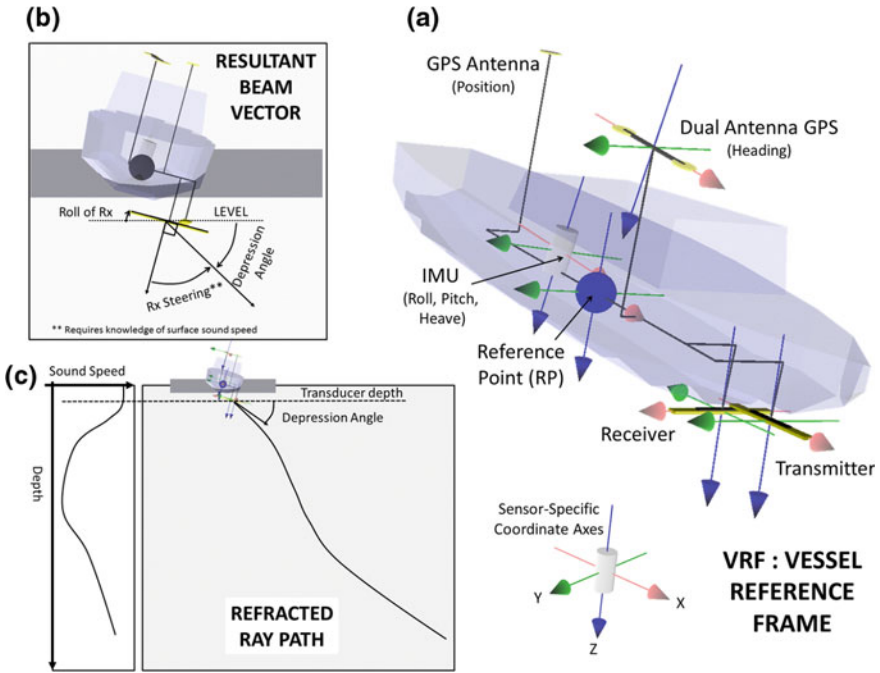 (b)
RESULTANT
BEAM
VECTOR
Roll of Rx
LEVEL
Depression
Angle
Rx Steering**
** Requires knowledge of surface sound speed
(a)
GPS Antenna
(Position)
Dual Antenna GPS
(Heading)
IMU
(Roll, Pitch,
Heave)
Reference
Point (RP)
Receiver
Transmitter
Sensor-Specific
Coordinate Axes
Y
X
Z
VRF : VESSEL
REFERENCE
FRAME
(c)
Sound Speed
Depth
Transducer depth
Depression Angle
REFRACTED
RAY PATH